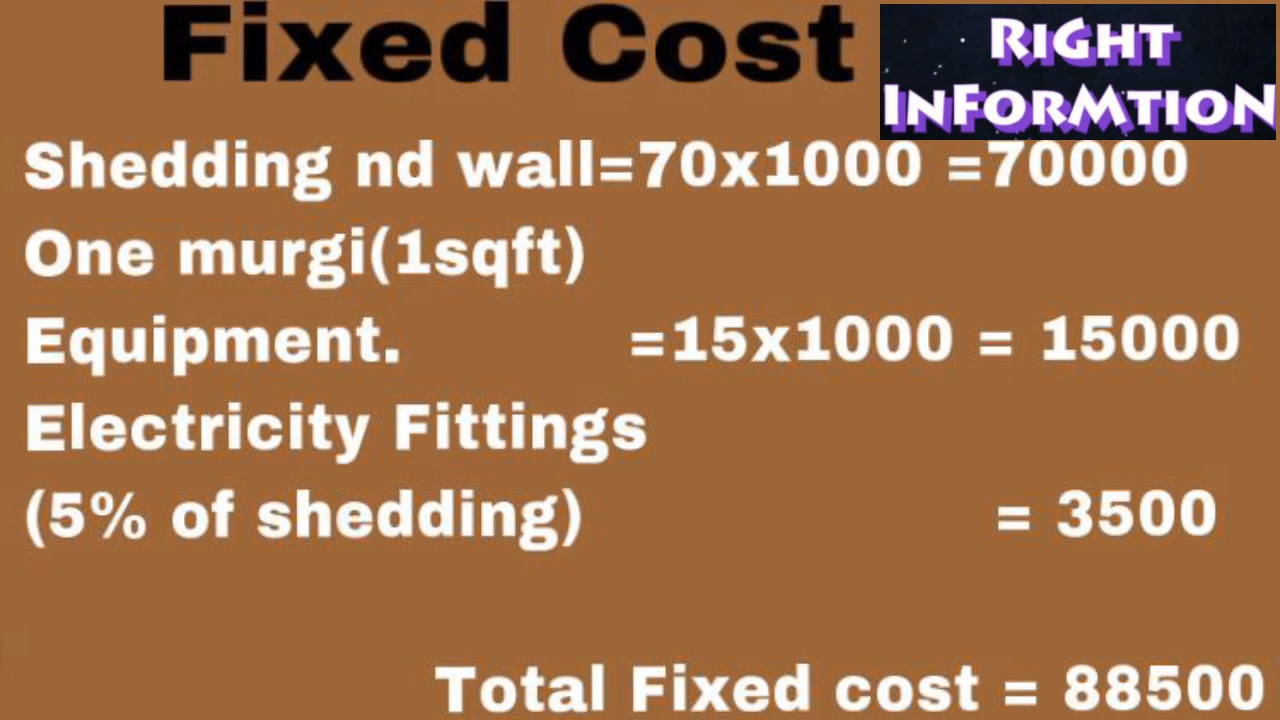 Fixed Cost
RIGHT
INFORMTION
Shedding nd wall=70x1000 =70000
One murgi(1sqft)
Equipment. =15x1000 = 15000
Electricity Fittings
(5% of shedding) = 3500
Total Fixed cost = 88500